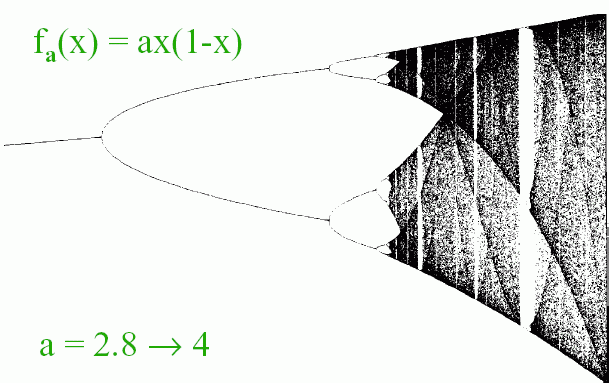 fₐ(x) = ax(1-x)
a = 2.8 → 4